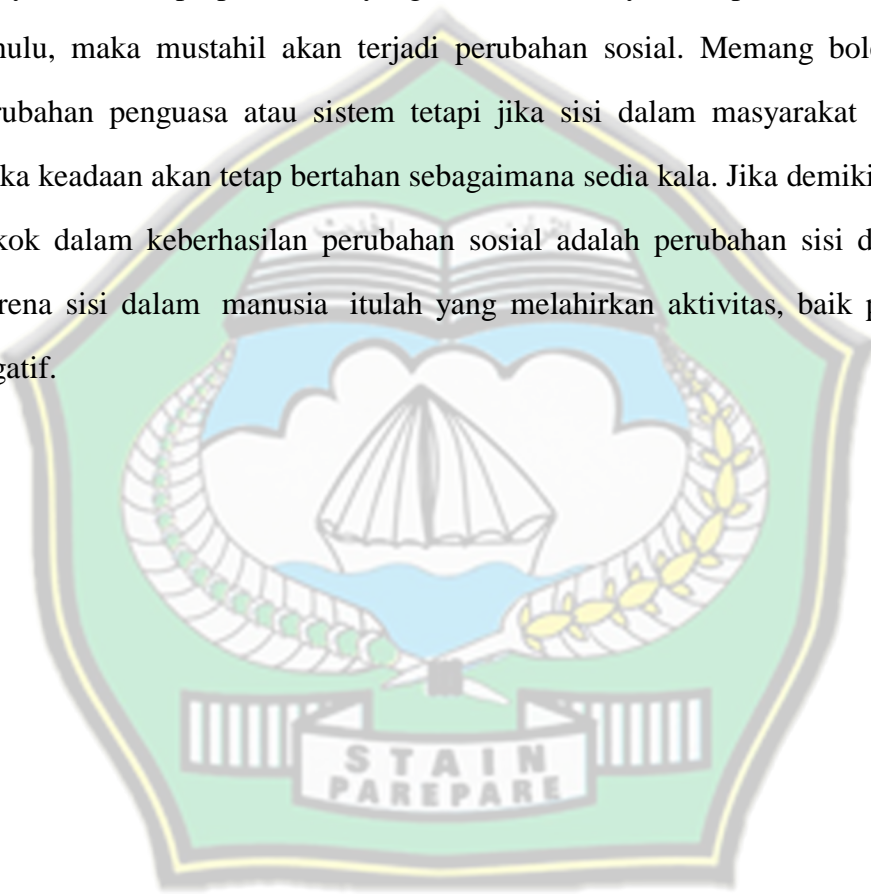 hulu, maka mustahil akan terjadi perubahan sosial. Memang bol
rubahan penguasa atau sistem tetapi jika sisi dalam masyarakat
ka keadaan akan tetap bertahan sebagaimana sedia kala. Jika demiki
kok dalam keberhasilan perubahan sosial adalah perubahan sisi d
rena sisi dalam manusia itulah yang melahirkan aktivitas, baik p
gatif.
STAIN
PAREPARE